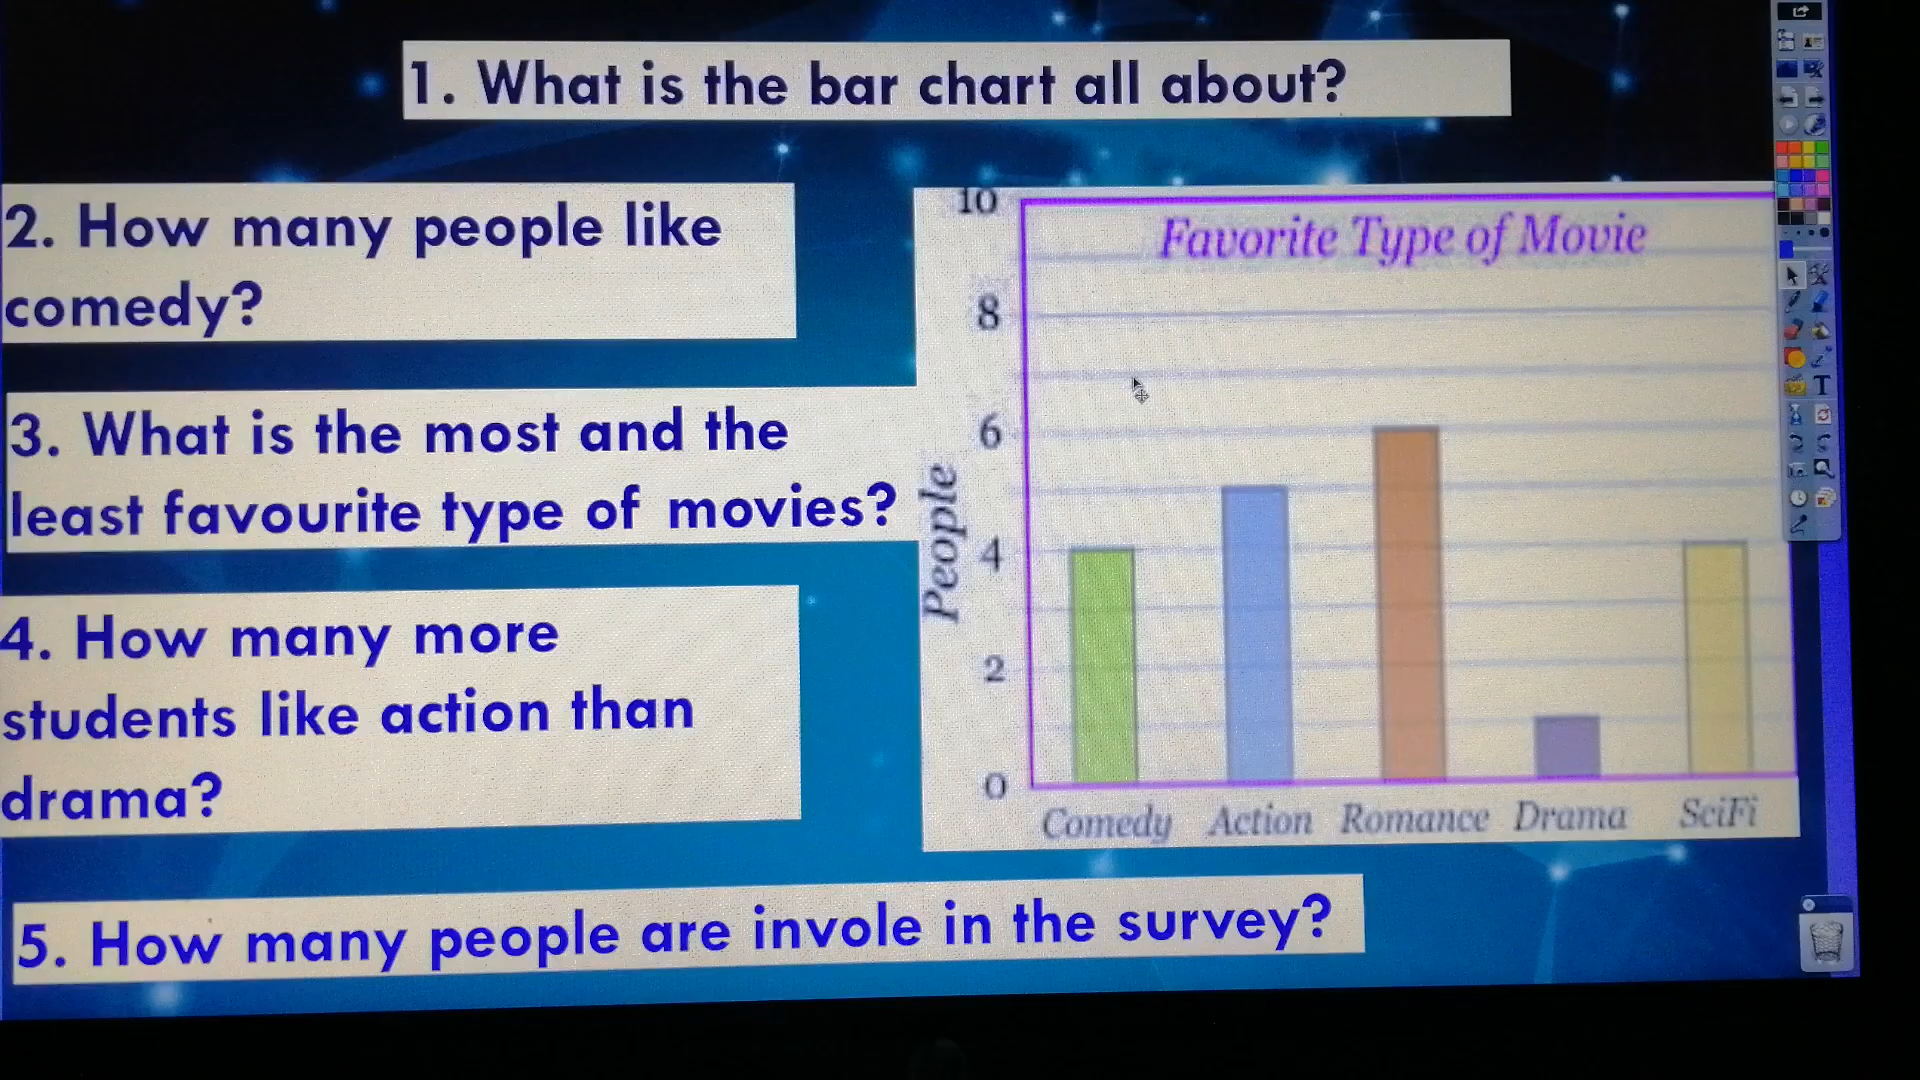 1. What is the bar chart all about?
2. How many people like
comedy?
3. What is the most and the
least favourite type of movies?
4. How many more
students like action than
drama?
5. How many people are invole in the survey?
Favorite Type of Movie
People
10
8
6
4
2
0
Comedy Action Romance Drama SciFi
T